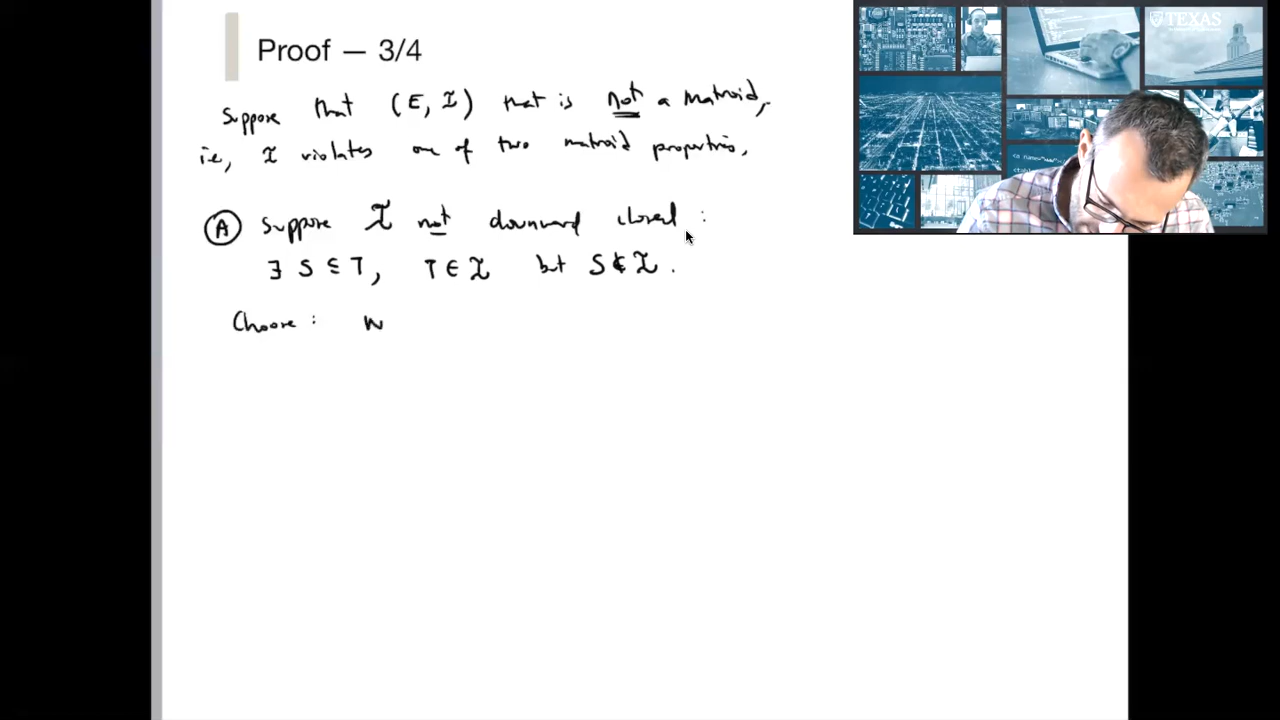 Proof — 3/4
Suppose that (E, I) that is not a matroid,
i.e., I violates one of two matroid properties,
A Suppose I not downward closed :
∃ S ⊆ T, T ∈ I but S ∉ I.
Choose : w
TEXAS